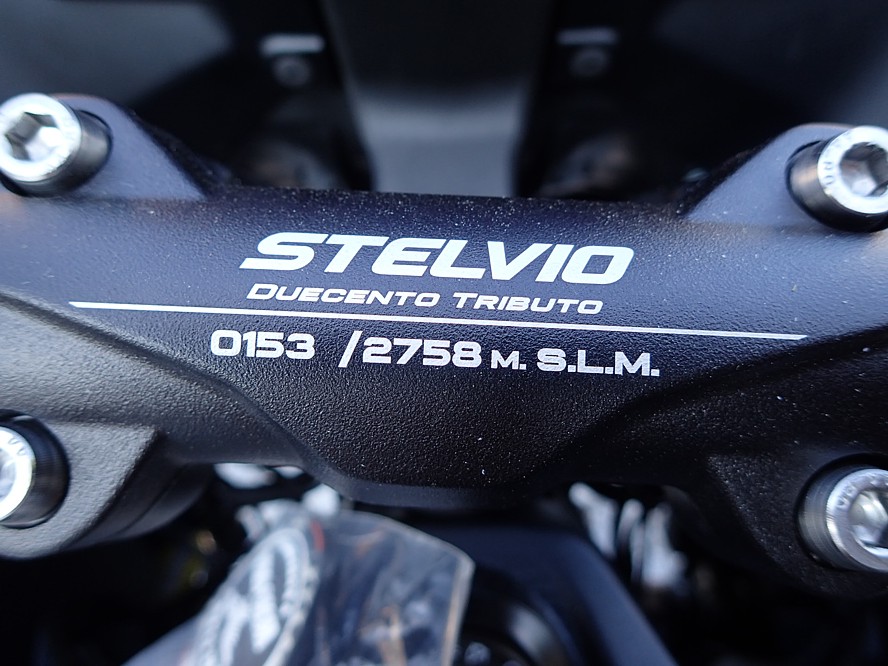 STELVIO
DUECENTO TRIBUTO
0153 /2758 M. S.L.M.